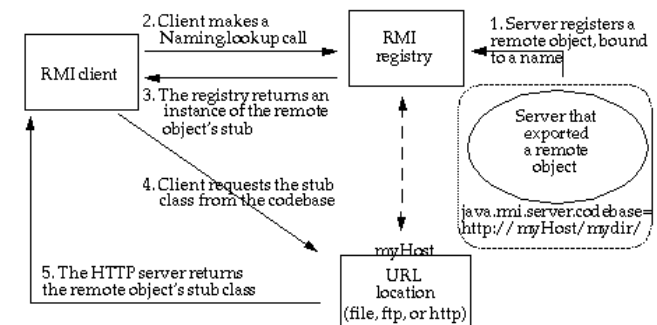 2. Client makes a
Naming.lookup call
RMI
registry
1. Server registers a
remote object, bound
to a name
RMI client
3. The registry returns an
instance of the remote
object's stub
Server that
exported
a remote
object
4. Client requests the stub
class from the codebase
java.rmi.server.codebase=
http://myHost/mydir/
myHost
URL
location
(file, ftp, or http)
5. The HTTP server returns
the remote object's stub class